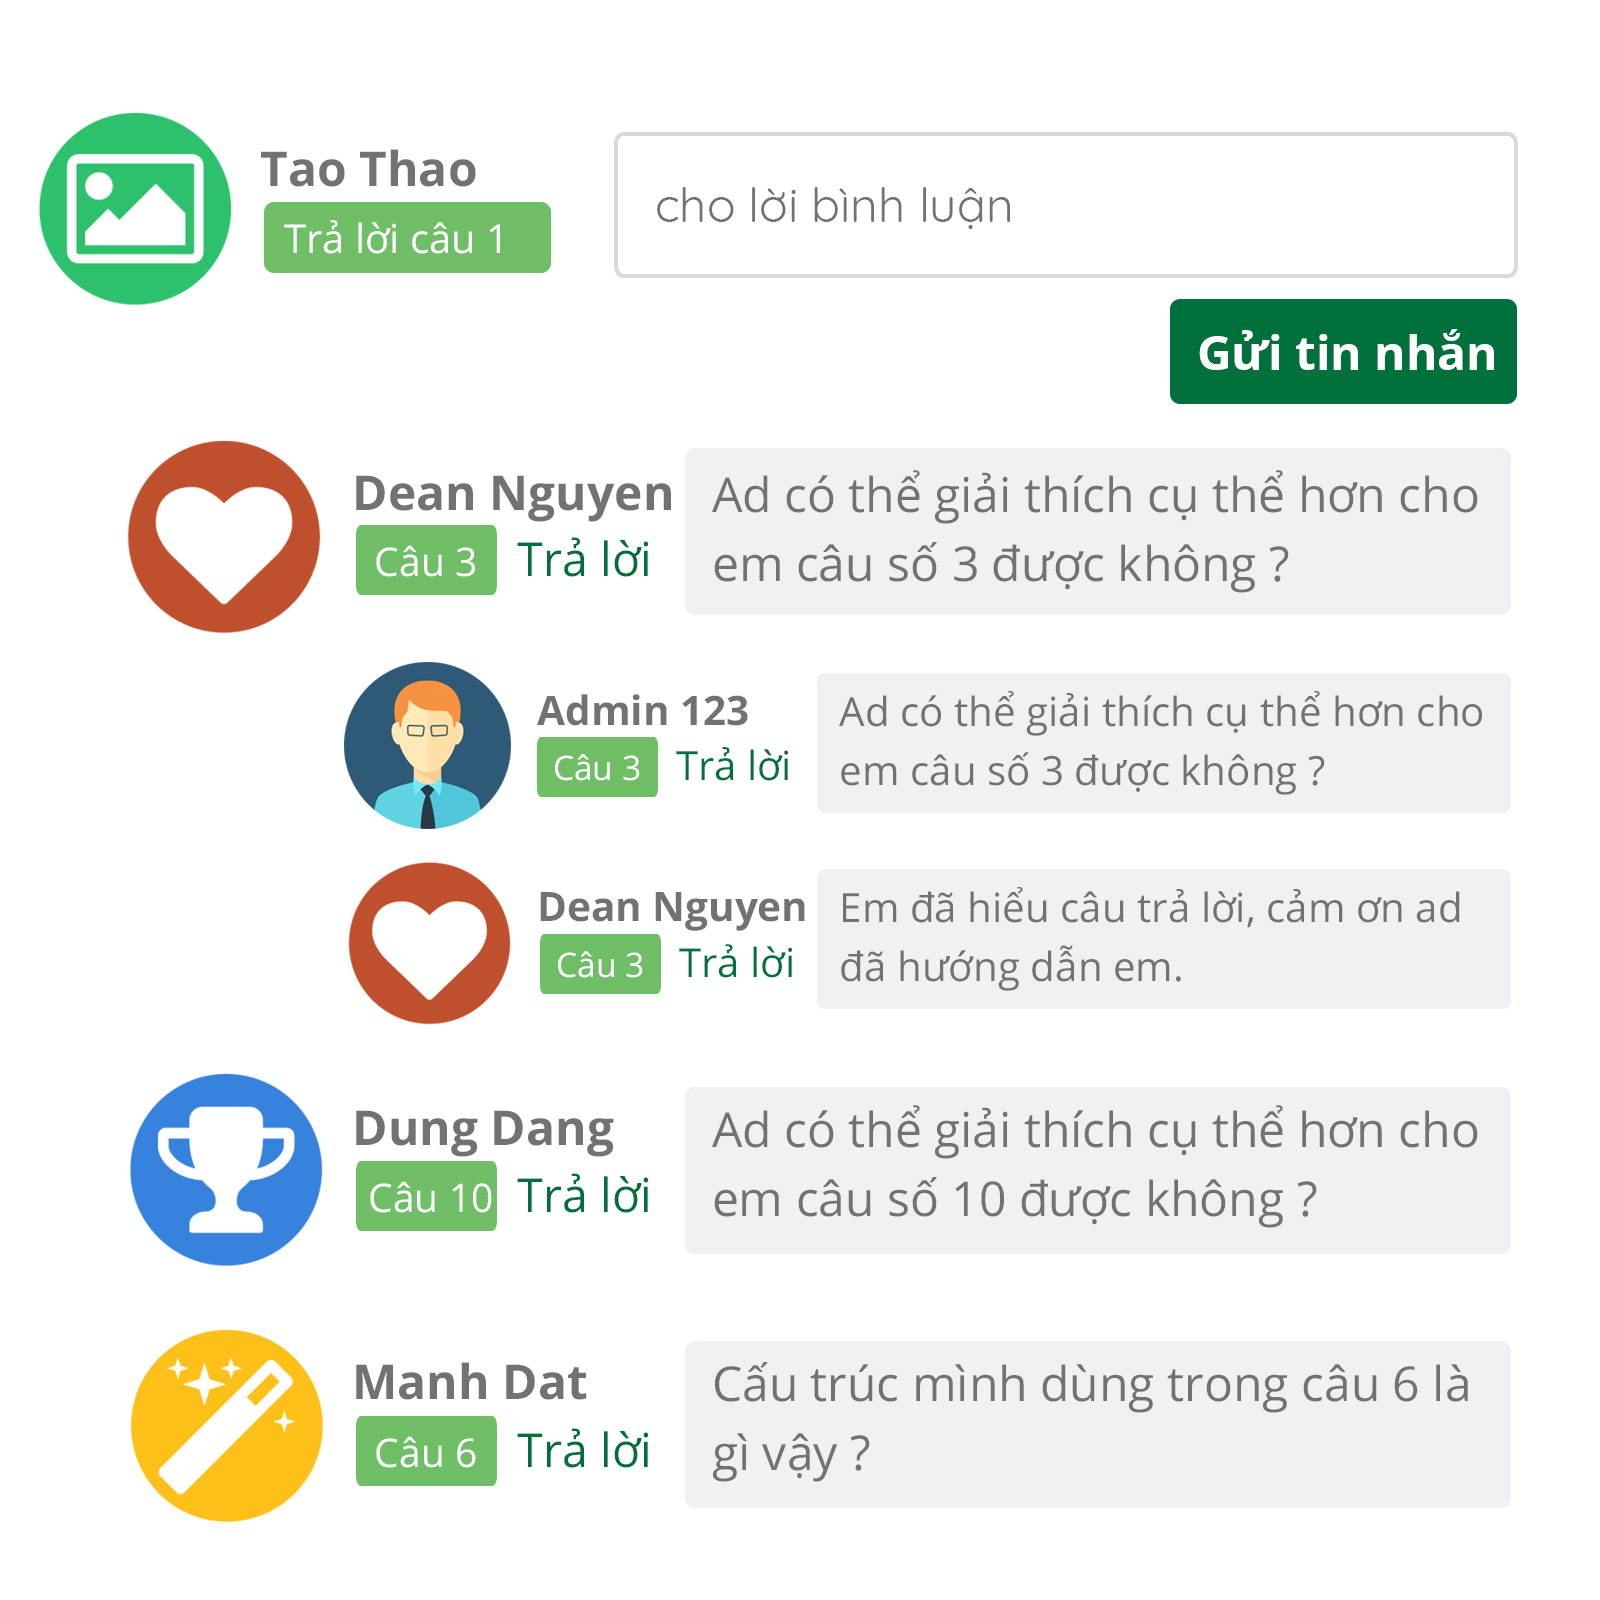 Tao Thao
Trả lời câu 1
cho lời bình luận
Gửi tin nhắn
Dean Nguyen
Câu 3 Trả lời
Ad có thể giải thích cụ thể hơn cho
em câu số 3 được không ?
Admin 123
Câu 3 Trả lời
Ad có thể giải thích cụ thể hơn cho
em câu số 3 được không ?
Dean Nguyen
Câu 3 Trả lời
Em đã hiểu câu trả lời, cảm ơn ad
đã hướng dẫn em.
Dung Dang
Câu 10 Trả lời
Ad có thể giải thích cụ thể hơn cho
em câu số 10 được không ?
Manh Dat
Câu 6 Trả lời
Cấu trúc mình dùng trong câu 6 là
gì vậy ?